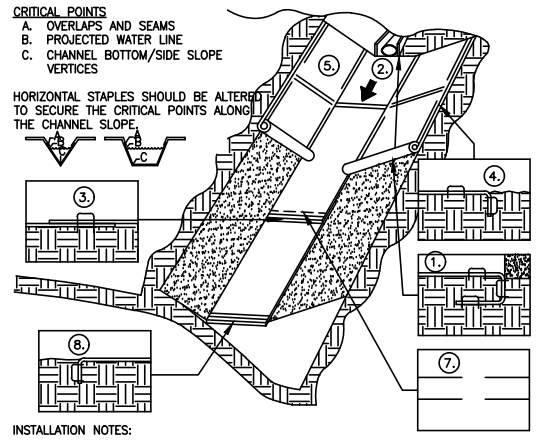 CRITICAL POINTS
A. OVERLAPS AND SEAMS
B. PROJECTED WATER LINE
C. CHANNEL BOTTOM/SIDE SLOPE
VERTICES
HORIZONTAL STAPLES SHOULD BE ALTERED
TO SECURE THE CRITICAL POINTS ALONG
THE CHANNEL SLOPE.
A
B
C
A
B
C
5.
2.
3.
4.
1.
8.
7.
INSTALLATION NOTES: